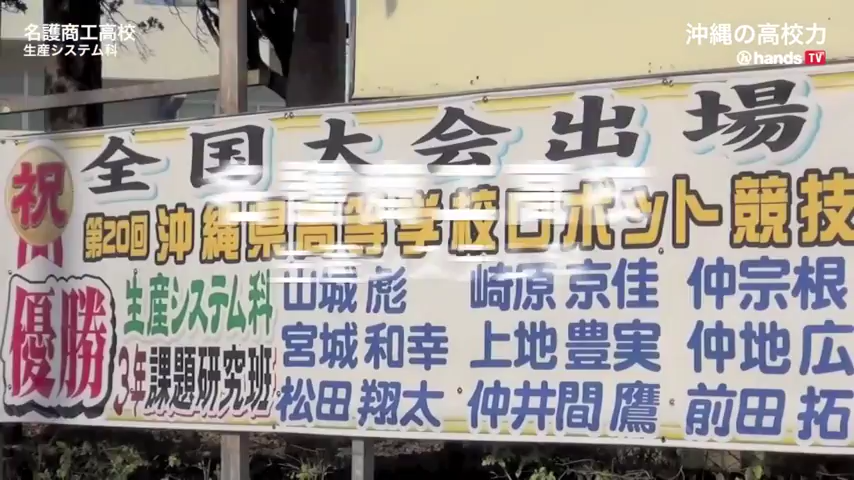 名護商工高校
生産システム科
沖縄の高校力
hands TV
全国大会出場
祝
第20回 沖縄県高等学校ロボット競技
優勝
生産システム科
3年課題研究班
山城 彪 崎原 京佳 仲宗根
宮城 和幸 上地 豊実 仲地 広
松田 翔太 仲井間 鷹 前田 拓